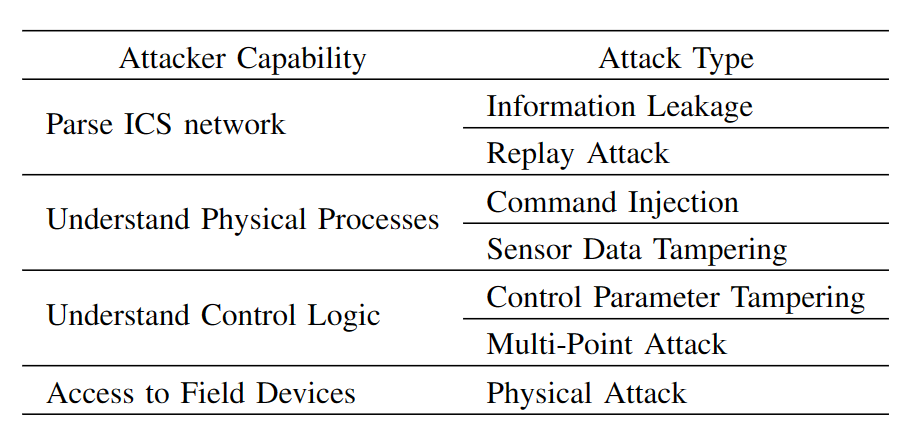 Attacker Capability Attack Type
Parse ICS network
Information Leakage
Replay Attack
Understand Physical Processes
Command Injection
Sensor Data Tampering
Understand Control Logic
Control Parameter Tampering
Multi-Point Attack
Access to Field Devices Physical Attack